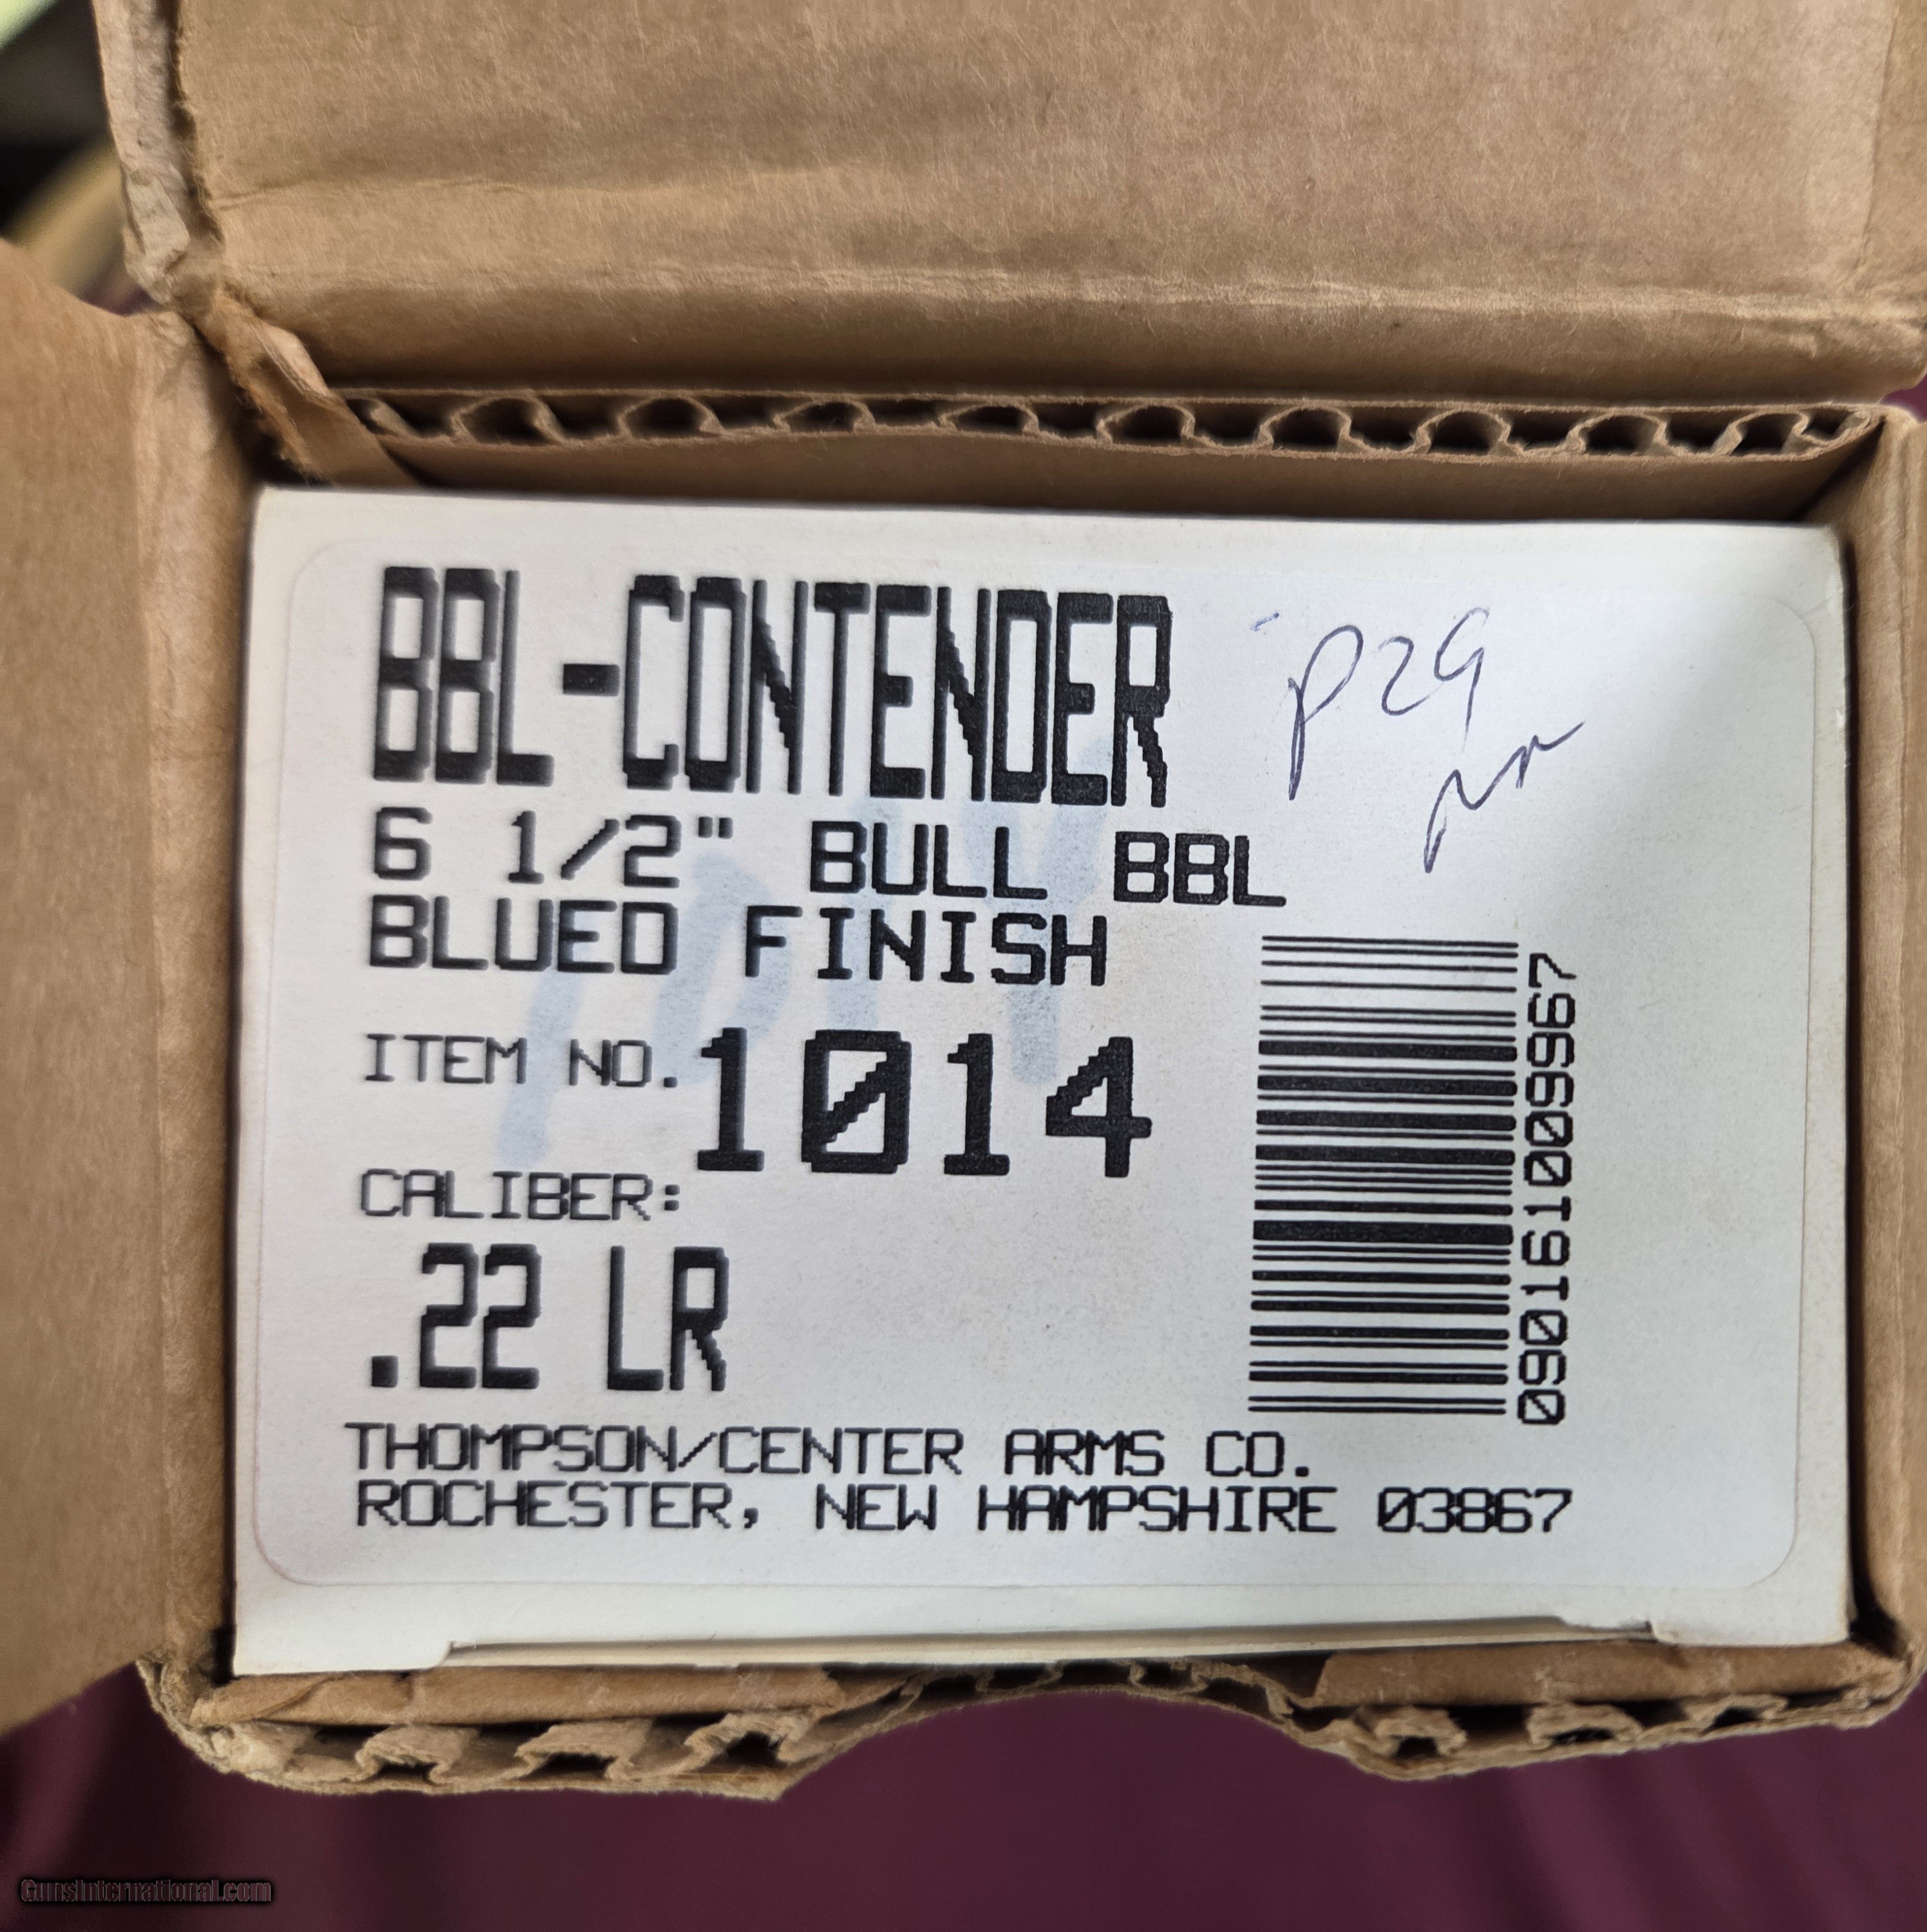 BBL-CONTENDER
P29
6 1/2" BULL BBL
BLUED FINISH
ITEM NO. 1014
1014
CALIBER:
.22 LR
090161009967
THOMPSON/CENTER ARMS CO.
ROCHESTER, NEW HAMPSHIRE 03867
GunsInternational.com